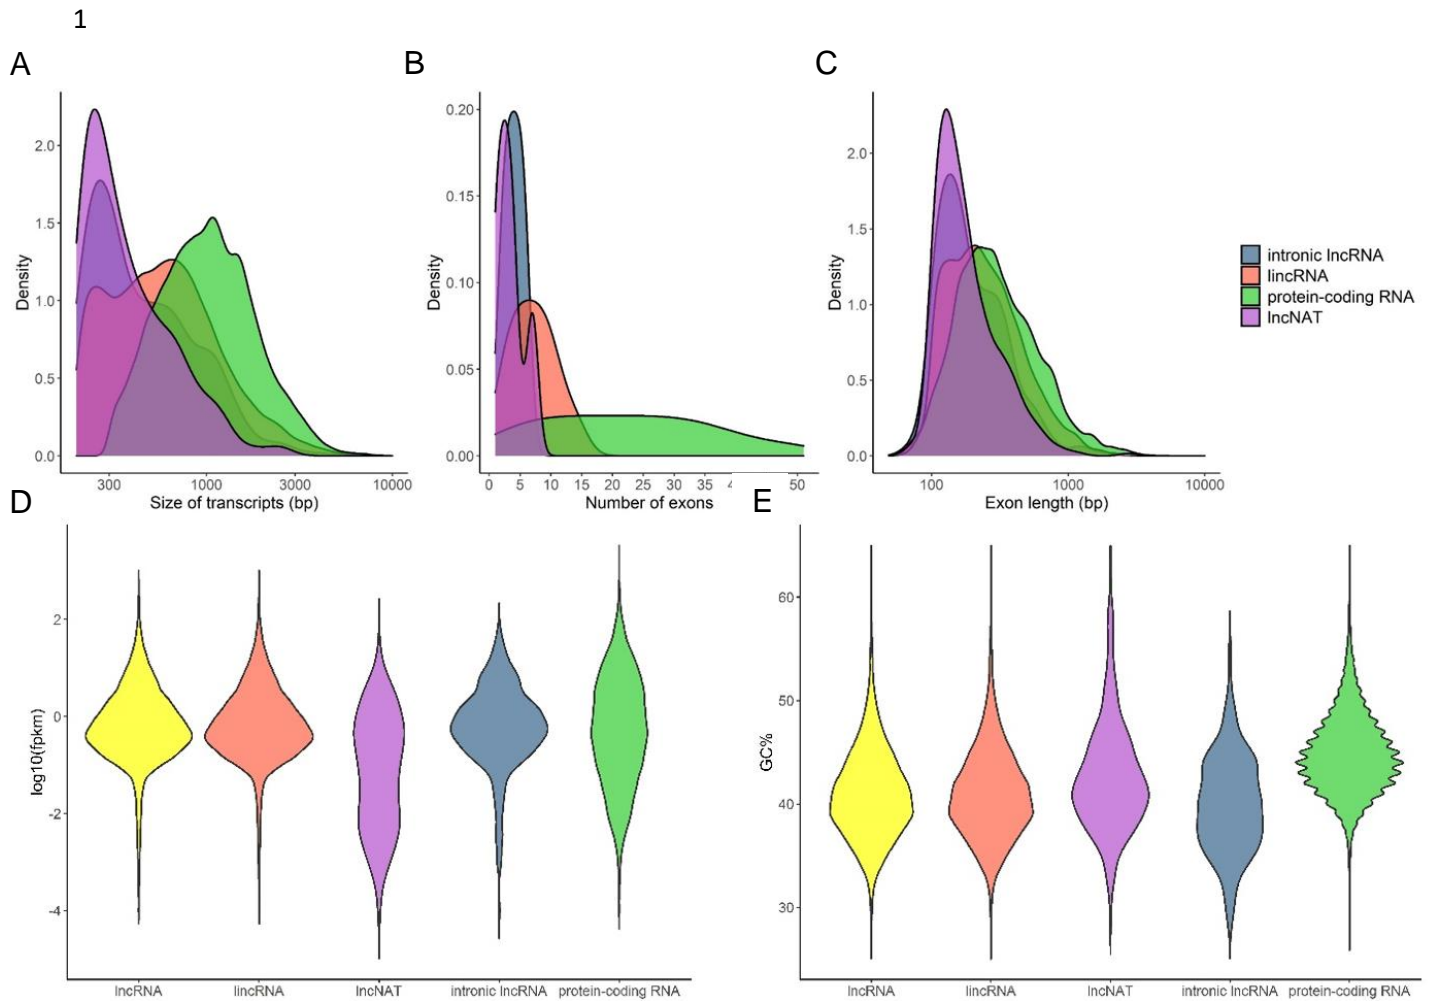 1
A
B
C
2.0
1.5
1.0
0.5
0.0
Density
300 1000 3000 10000
Size of transcripts (bp)
0.20
0.15
0.10
0.05
0.00
Density
0 5 10 15 20 25 30 35 50
Number of exons
2.0
1.5
1.0
0.5
0.0
Density
100 1000 10000
Exon length (bp)
intronic lncRNA
lincRNA
protein-coding RNA
lncNAT
D
E
2
0
-2
-4
log10(fpkm)
lncRNA lincRNA lncNAT intronic lncRNA protein-coding RNA
60
50
40
30
GC%
lncRNA lincRNA lncNAT intronic lncRNA protein-coding RNA